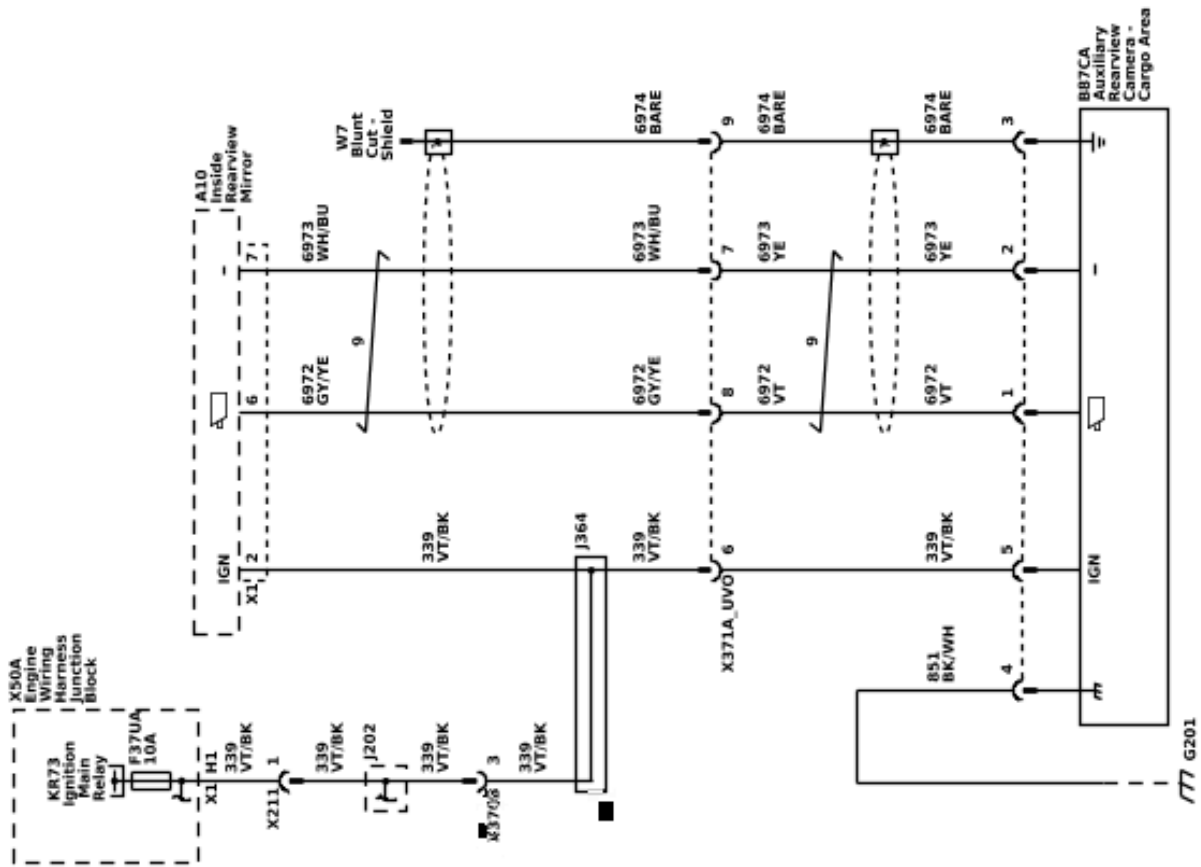 X50A
Engine
Wiring
Harness
Junction
Block
KR73
Ignition
Main
Relay
F37UA
10A
X1
H1
339
VT/BK
X211
1
339
VT/BK
J202
339
VT/BK
3
339
VT/BK
J364
A10
Inside
Rearview
Mirror
IGN
X1
2
6
7
–
339
VT/BK
6972
GY/YE
6973
WH/BU
9
W7
Blunt
Cut -
Shield
339
VT/BK
6972
GY/YE
6973
WH/BU
6974
BARE
X371A_UVO
6
8
7
9
339
VT/BK
6972
VT
6973
YE
6974
BARE
9
851
BK/WH
6972
VT
6973
YE
6974
BARE
4
5
1
2
3
IGN
–
B87CA
Auxiliary
Rearview
Camera -
Cargo Area
G201